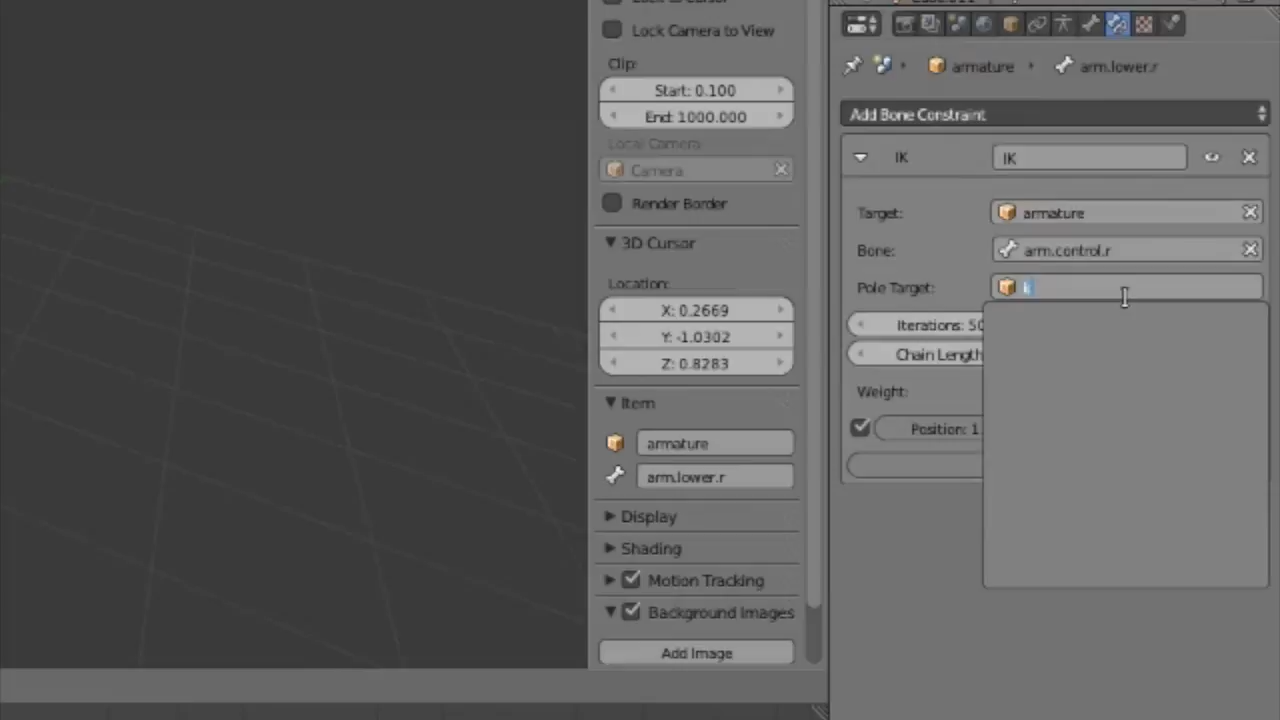 Lock Camera to View
Clip:
Start: 0.100
End: 1000.000
Local Camera
Camera
Render Border
3D Cursor
Location:
X: 0.2669
Y: -1.0302
Z: 0.8283
Item
armature
arm.lower.r
Display
Shading
Motion Tracking
Background Images
Add Image
armature
arm.lower.r
Add Bone Constraint
IK
IK
Target:
armature
Bone:
arm.control.r
Pole Target:
Iterations: 50
Chain Length
Weight:
Position: 1.